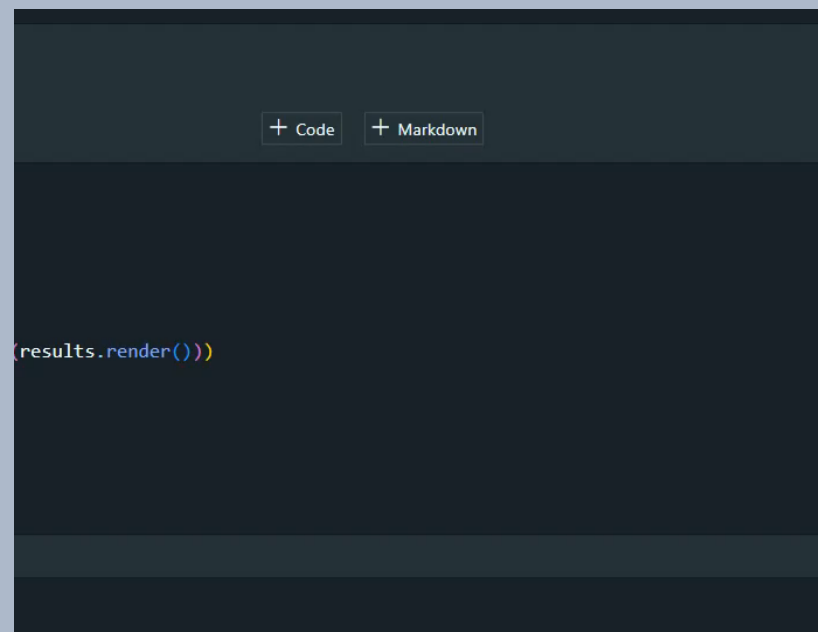 + Code + Markdown
(results.render()))